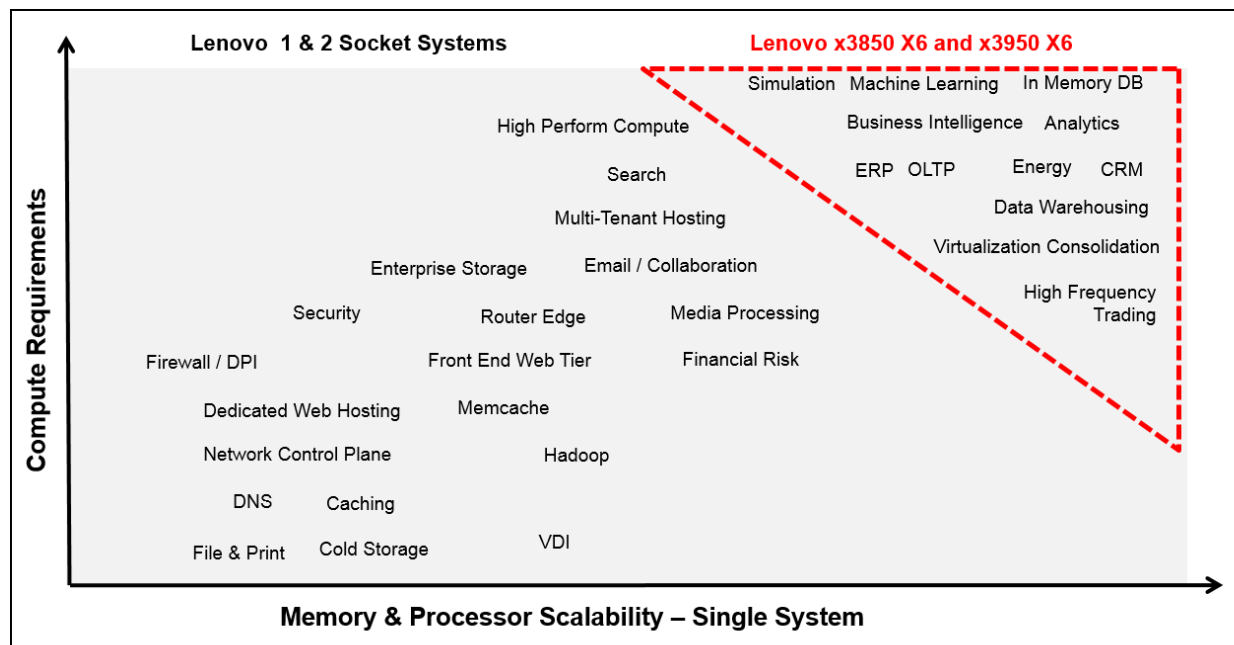 Lenovo 1 & 2 Socket Systems
Lenovo x3850 X6 and x3950 X6
Simulation Machine Learning In Memory DB
High Perform Compute Business Intelligence Analytics
Search ERP OLTP Energy CRM
Multi-Tenant Hosting Data Warehousing
Virtualization Consolidation
Enterprise Storage Email / Collaboration
High Frequency
Trading
Security Router Edge Media Processing
Firewall / DPI Front End Web Tier Financial Risk
Dedicated Web Hosting Memcache
Network Control Plane Hadoop
DNS Caching
File & Print Cold Storage VDI
Compute Requirements
Memory & Processor Scalability – Single System